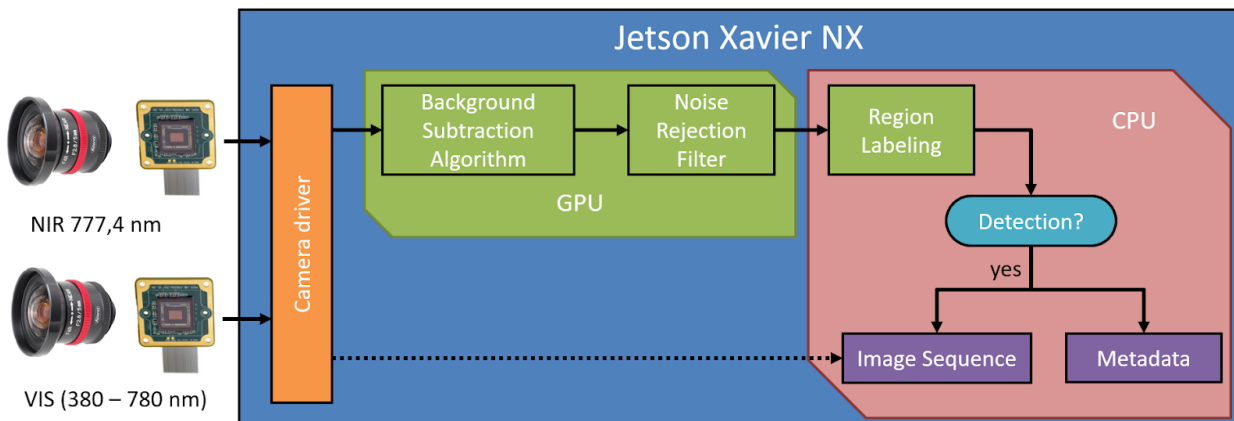 Jetson Xavier NX
NIR 777,4 nm
VIS (380 – 780 nm)
Camera driver
Background
Subtraction
Algorithm
Noise
Rejection
Filter
GPU
Region
Labeling
CPU
Detection?
yes
Image Sequence
Metadata